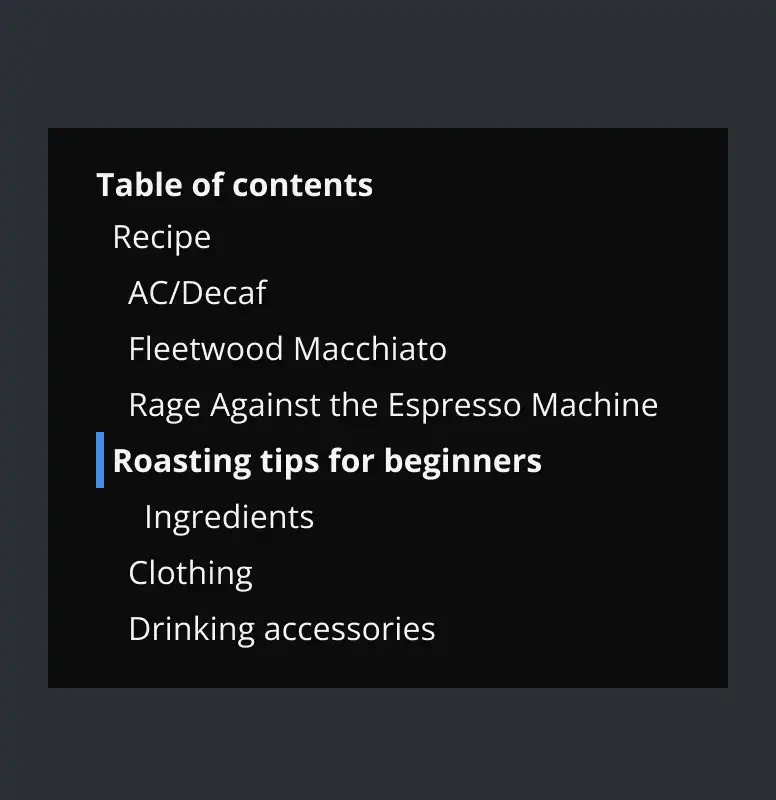 Table of contents
Recipe
AC/Decaf
Fleetwood Macchiato
Rage Against the Espresso Machine
Roasting tips for beginners
Ingredients
Clothing
Drinking accessories